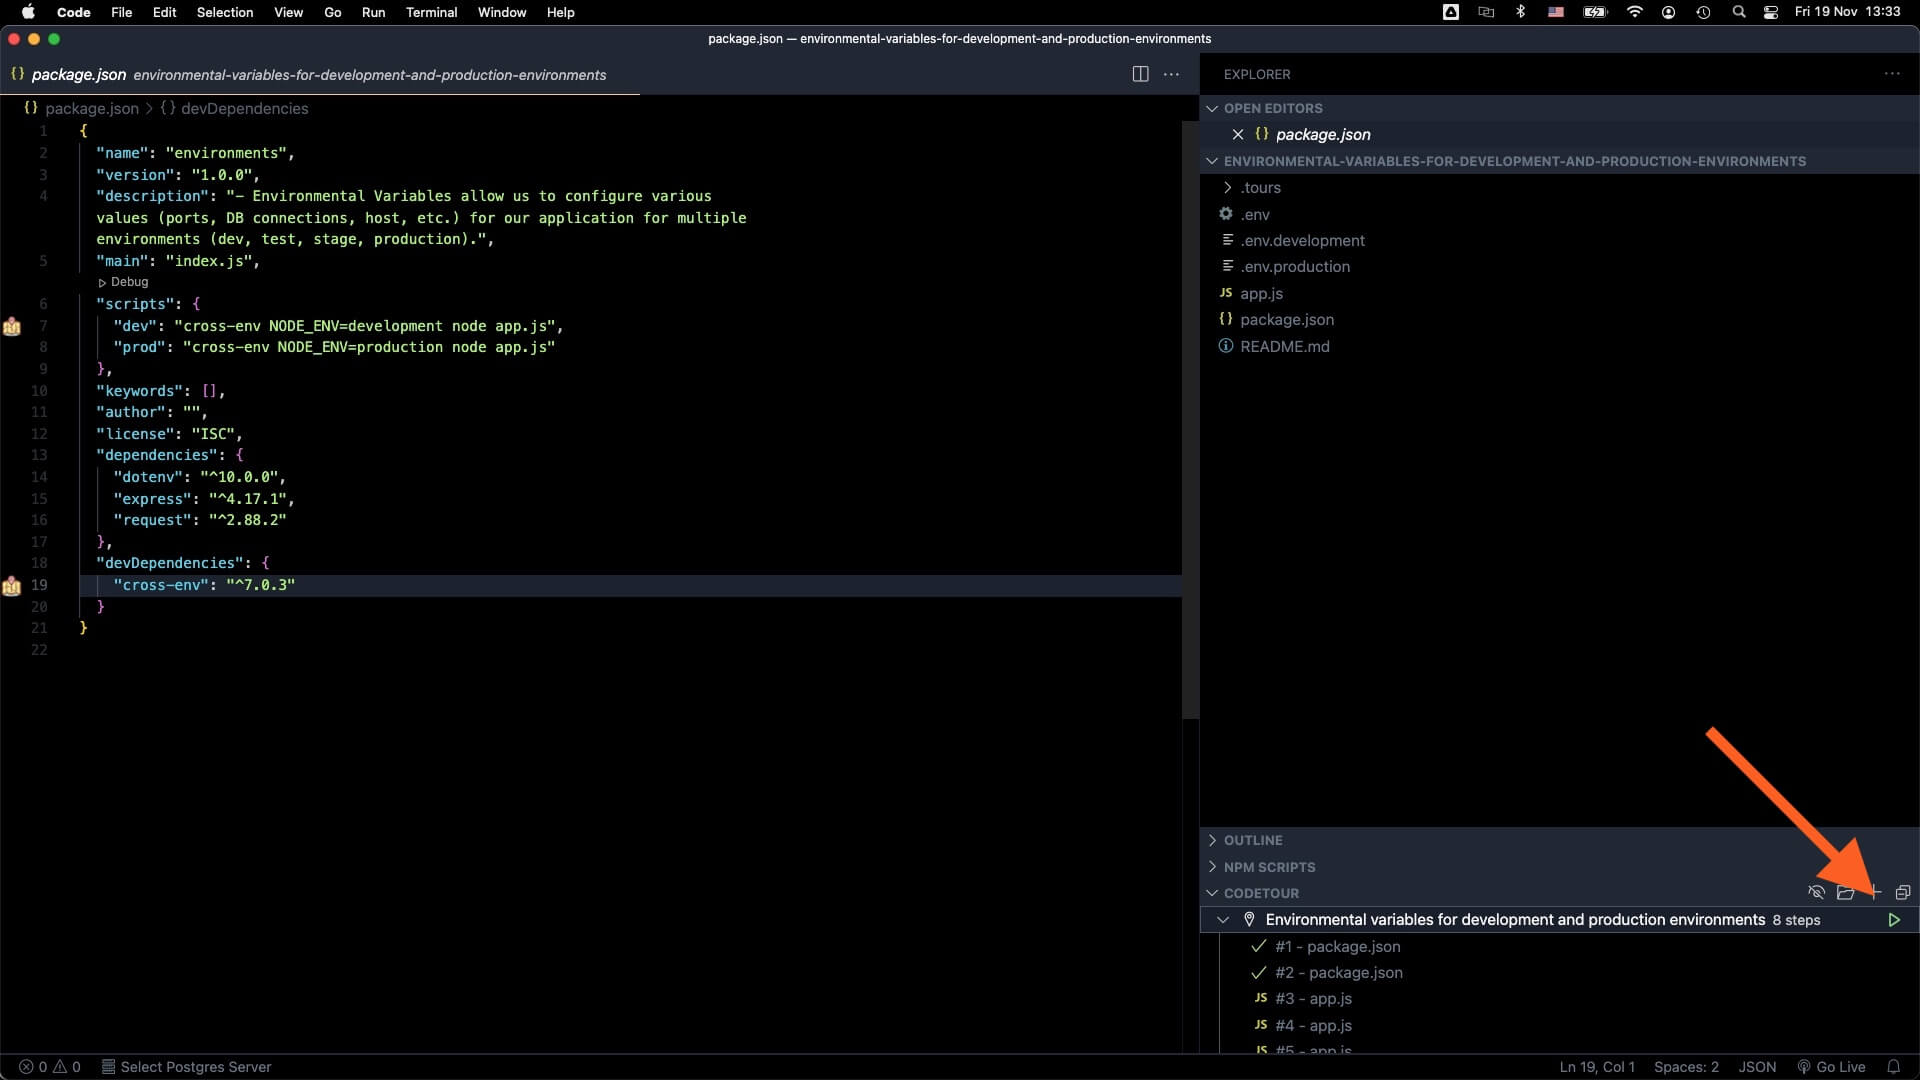 Code File Edit Selection View Go Run Terminal Window Help Fri 19 Nov 13:33
package.json — environmental-variables-for-development-and-production-environments
{} package.json environmental-variables-for-development-and-production-environments
{} package.json > {} devDependencies
1 {
2 "name": "environments",
3 "version": "1.0.0",
4 "description": "- Environmental Variables allow us to configure various
values (ports, DB connections, host, etc.) for our application for multiple
environments (dev, test, stage, production).",
5 "main": "index.js",
Debug
6 "scripts": {
7 "dev": "cross-env NODE_ENV=development node app.js",
8 "prod": "cross-env NODE_ENV=production node app.js"
9 },
10 "keywords": [],
11 "author": "",
12 "license": "ISC",
13 "dependencies": {
14 "dotenv": "^10.0.0",
15 "express": "^4.17.1",
16 "request": "^2.88.2"
17 },
18 "devDependencies": {
19 "cross-env": "^7.0.3"
20 }
21 }
22
EXPLORER
OPEN EDITORS
{} package.json
ENVIRONMENTAL-VARIABLES-FOR-DEVELOPMENT-AND-PRODUCTION-ENVIRONMENTS
.tours
.env
.env.development
.env.production
JS app.js
{} package.json
README.md
OUTLINE
NPM SCRIPTS
CODETOUR
Environmental variables for development and production environments 8 steps
#1 - package.json
#2 - package.json
JS #3 - app.js
JS #4 - app.js
JS #5 - app.js
0 0 Select Postgres Server Ln 19, Col 1 Spaces: 2 JSON Go Live